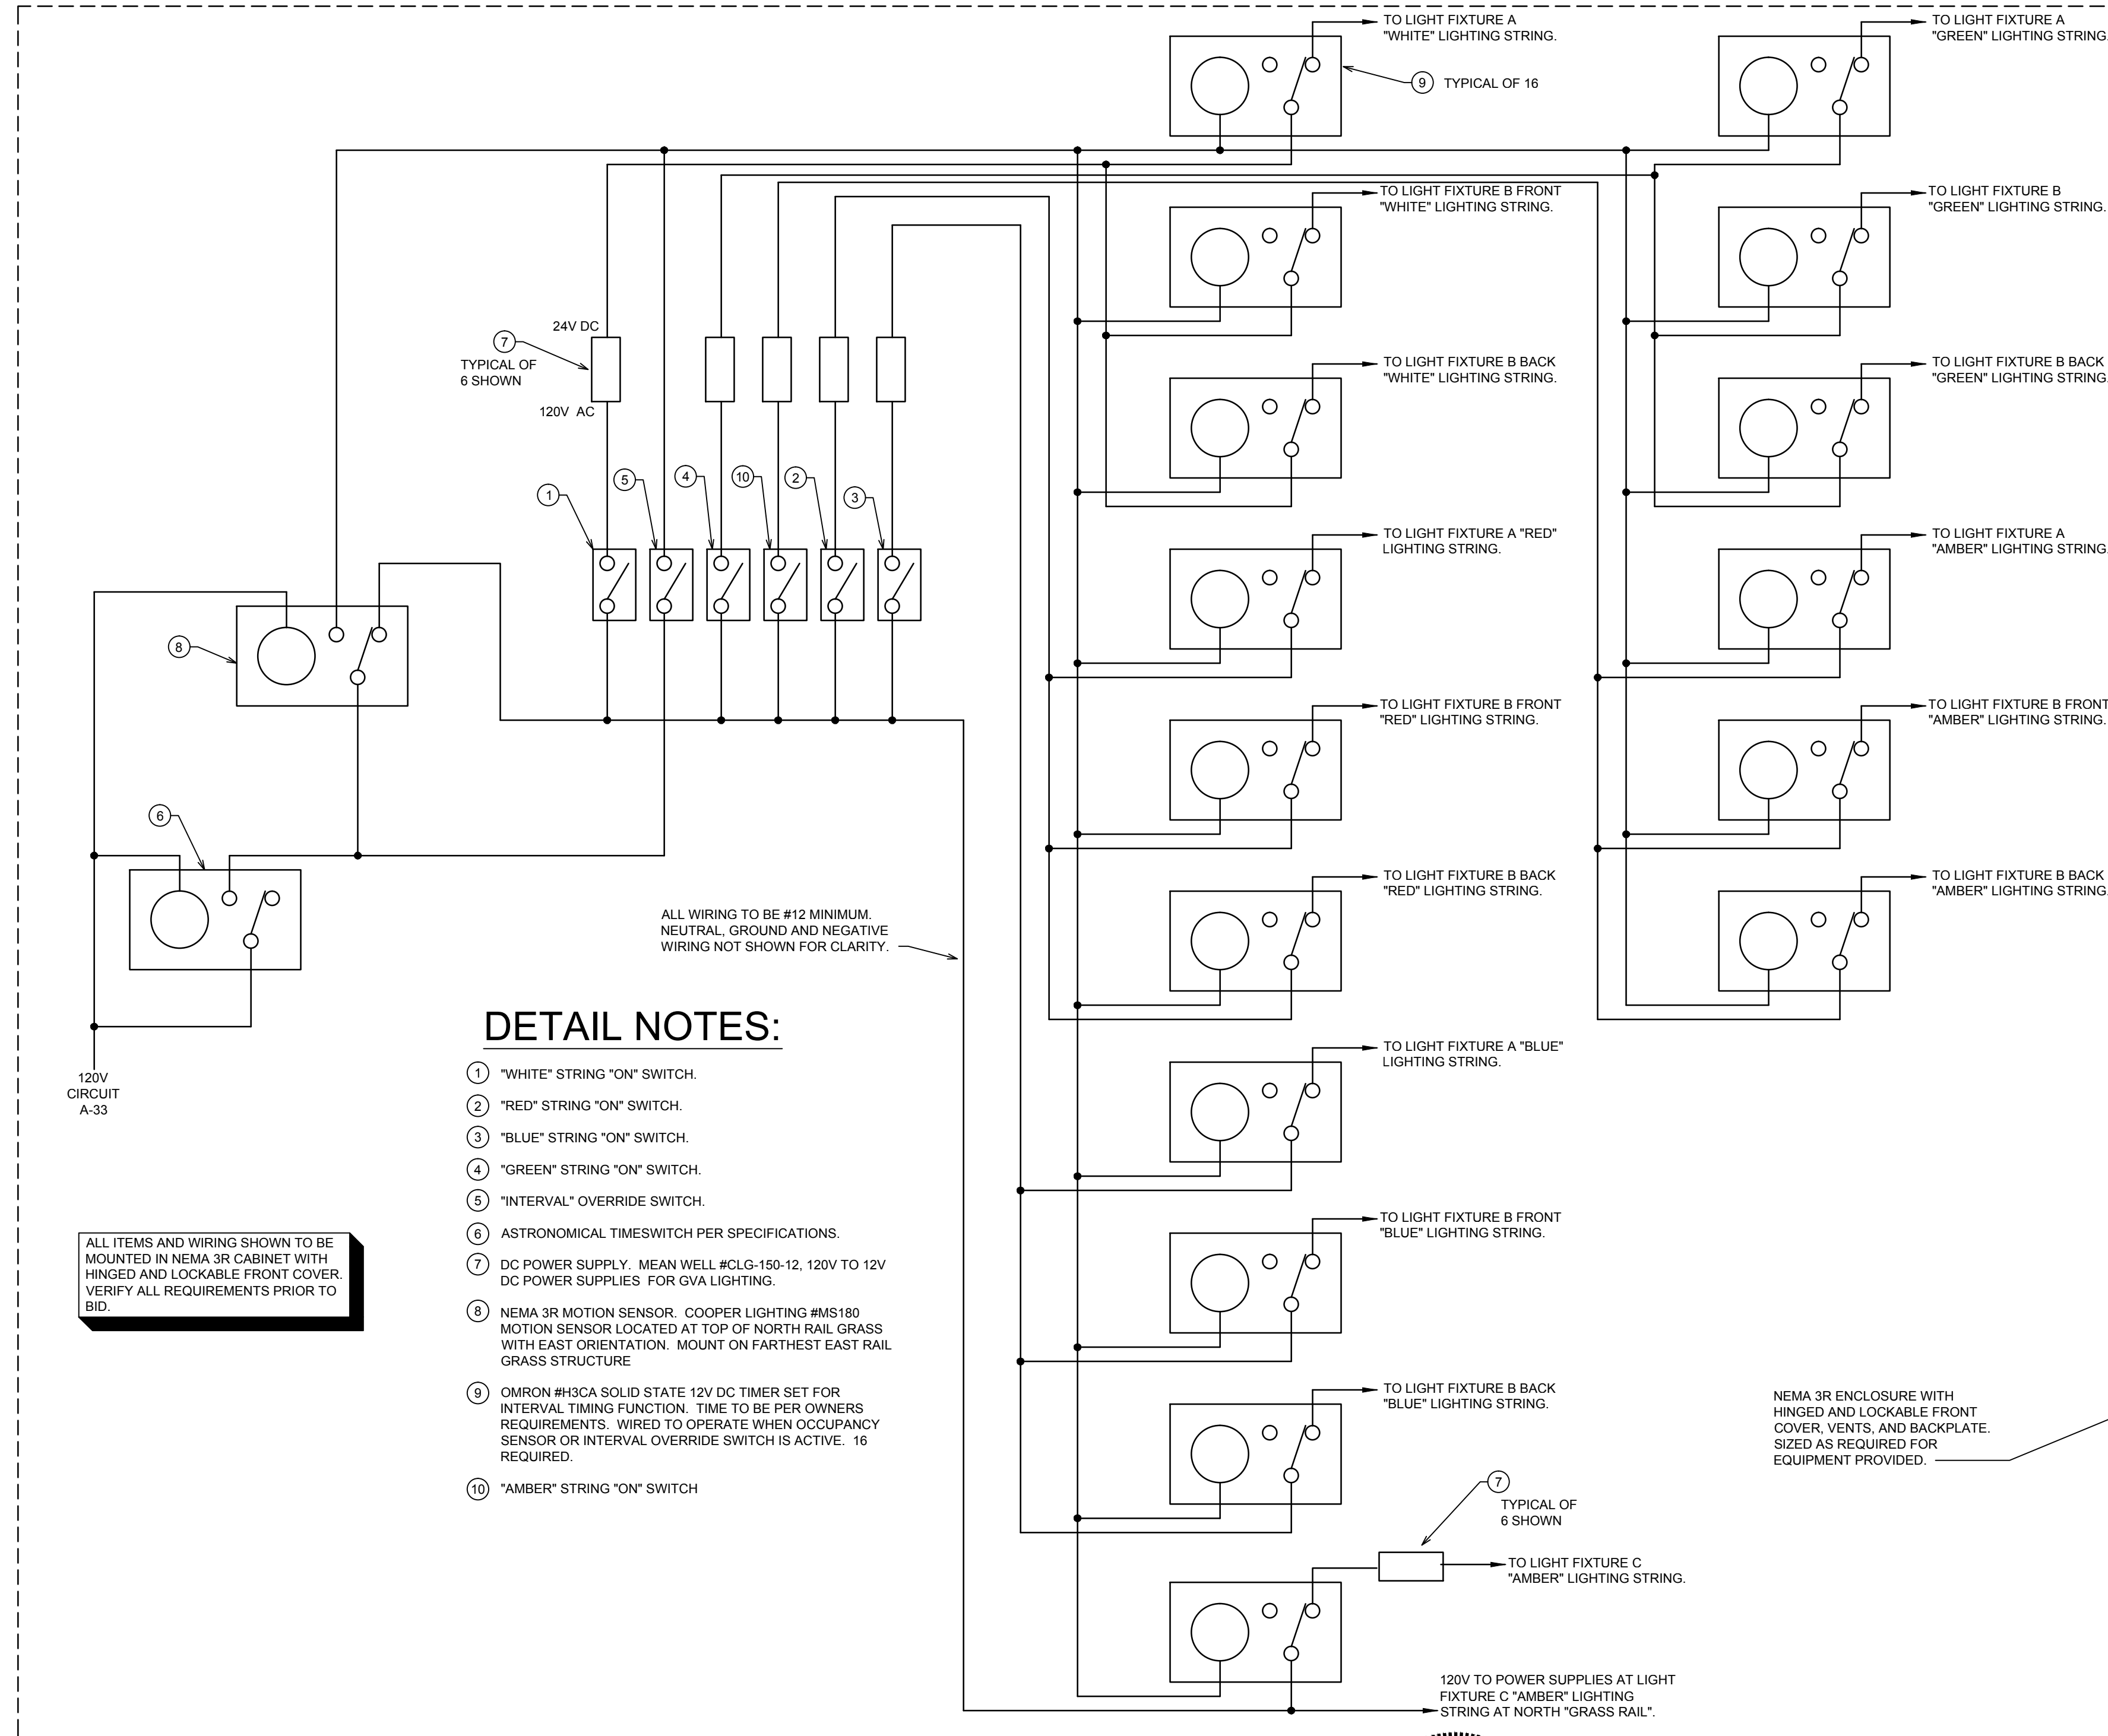 TO LIGHT FIXTURE A
"WHITE" LIGHTING STRING.
9 TYPICAL OF 16
TO LIGHT FIXTURE A
"GREEN" LIGHTING STRING.
TO LIGHT FIXTURE B FRONT
"WHITE" LIGHTING STRING.
TO LIGHT FIXTURE B
"GREEN" LIGHTING STRING.
24V DC
7
TYPICAL OF
6 SHOWN
120V AC
TO LIGHT FIXTURE B BACK
"WHITE" LIGHTING STRING.
TO LIGHT FIXTURE B BACK
"GREEN" LIGHTING STRING.
1
5
4
10
2
3
TO LIGHT FIXTURE A "RED"
LIGHTING STRING.
TO LIGHT FIXTURE A
"AMBER" LIGHTING STRING.
8
TO LIGHT FIXTURE B FRONT
"RED" LIGHTING STRING.
TO LIGHT FIXTURE B FRONT
"AMBER" LIGHTING STRING.
6
TO LIGHT FIXTURE B BACK
"RED" LIGHTING STRING.
TO LIGHT FIXTURE B BACK
"AMBER" LIGHTING STRING.
ALL WIRING TO BE #12 MINIMUM.
NEUTRAL, GROUND AND NEGATIVE
WIRING NOT SHOWN FOR CLARITY.
120V
CIRCUIT
A-33
DETAIL NOTES:
1 "WHITE" STRING "ON" SWITCH.
2 "RED" STRING "ON" SWITCH.
3 "BLUE" STRING "ON" SWITCH.
4 "GREEN" STRING "ON" SWITCH.
5 "INTERVAL" OVERRIDE SWITCH.
6 ASTRONOMICAL TIMESWITCH PER SPECIFICATIONS.
7 DC POWER SUPPLY. MEAN WELL #CLG-150-12, 120V TO 12V
DC POWER SUPPLIES FOR GVA LIGHTING.
8 NEMA 3R MOTION SENSOR. COOPER LIGHTING #MS180
MOTION SENSOR LOCATED AT TOP OF NORTH RAIL GRASS
WITH EAST ORIENTATION. MOUNT ON FARTHEST EAST RAIL
GRASS STRUCTURE
9 OMRON #H3CA SOLID STATE 12V DC TIMER SET FOR
INTERVAL TIMING FUNCTION. TIME TO BE PER OWNERS
REQUIREMENTS. WIRED TO OPERATE WHEN OCCUPANCY
SENSOR OR INTERVAL OVERRIDE SWITCH IS ACTIVE. 16
REQUIRED.
10 "AMBER" STRING "ON" SWITCH
ALL ITEMS AND WIRING SHOWN TO BE
MOUNTED IN NEMA 3R CABINET WITH
HINGED AND LOCKABLE FRONT COVER.
VERIFY ALL REQUIREMENTS PRIOR TO
BID.
TO LIGHT FIXTURE A "BLUE"
LIGHTING STRING.
TO LIGHT FIXTURE B FRONT
"BLUE" LIGHTING STRING.
TO LIGHT FIXTURE B BACK
"BLUE" LIGHTING STRING.
NEMA 3R ENCLOSURE WITH
HINGED AND LOCKABLE FRONT
COVER, VENTS, AND BACKPLATE.
SIZED AS REQUIRED FOR
EQUIPMENT PROVIDED.
7
TYPICAL OF
6 SHOWN
TO LIGHT FIXTURE C
"AMBER" LIGHTING STRING.
120V TO POWER SUPPLIES AT LIGHT
FIXTURE C "AMBER" LIGHTING
STRING AT NORTH "GRASS RAIL".